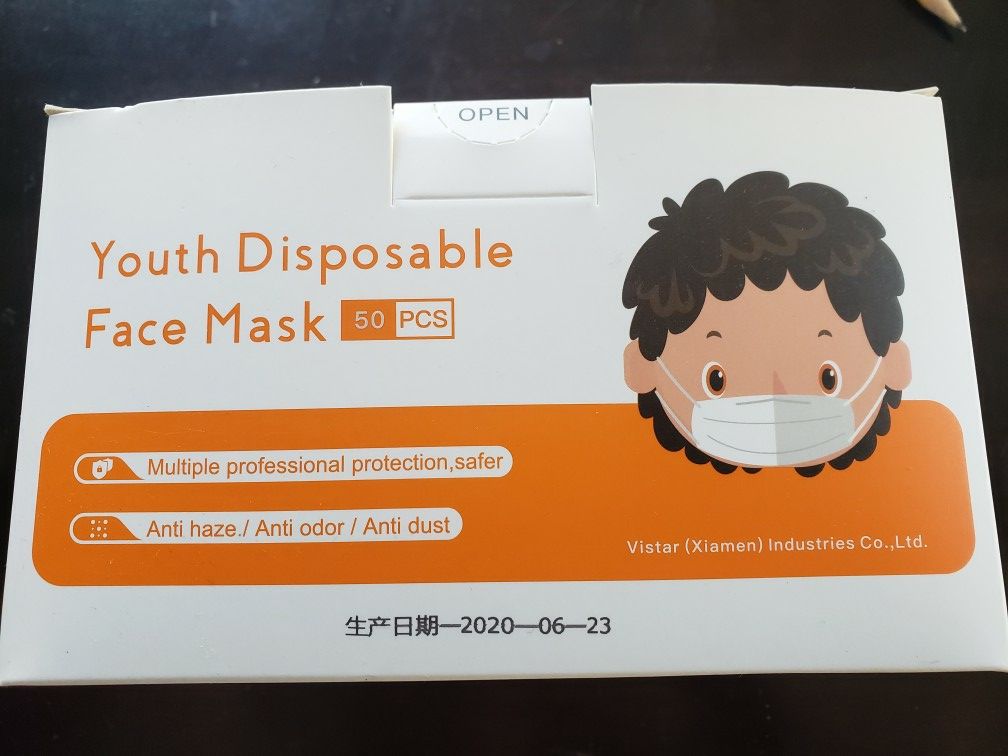 OPEN
Youth Disposable
Face Mask 50 PCS
Multiple professional protection,safer
Anti haze./ Anti odor / Anti dust
Vistar (Xiamen) Industries Co.,Ltd.
生产日期—2020—06—23